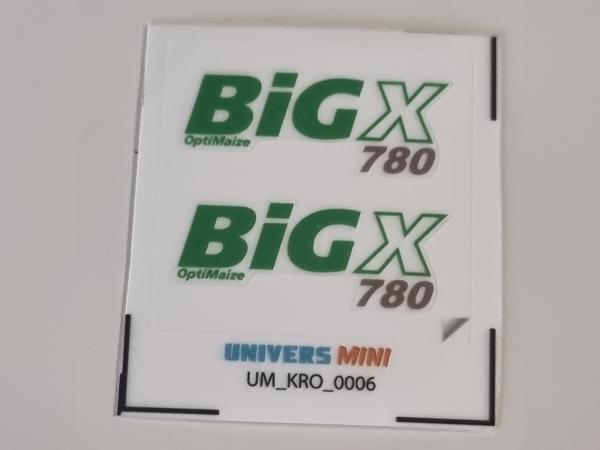 BiGX
OptiMaize
780
BiGX
OptiMaize
780
UNIVERS MINI
UM_KRO_0006